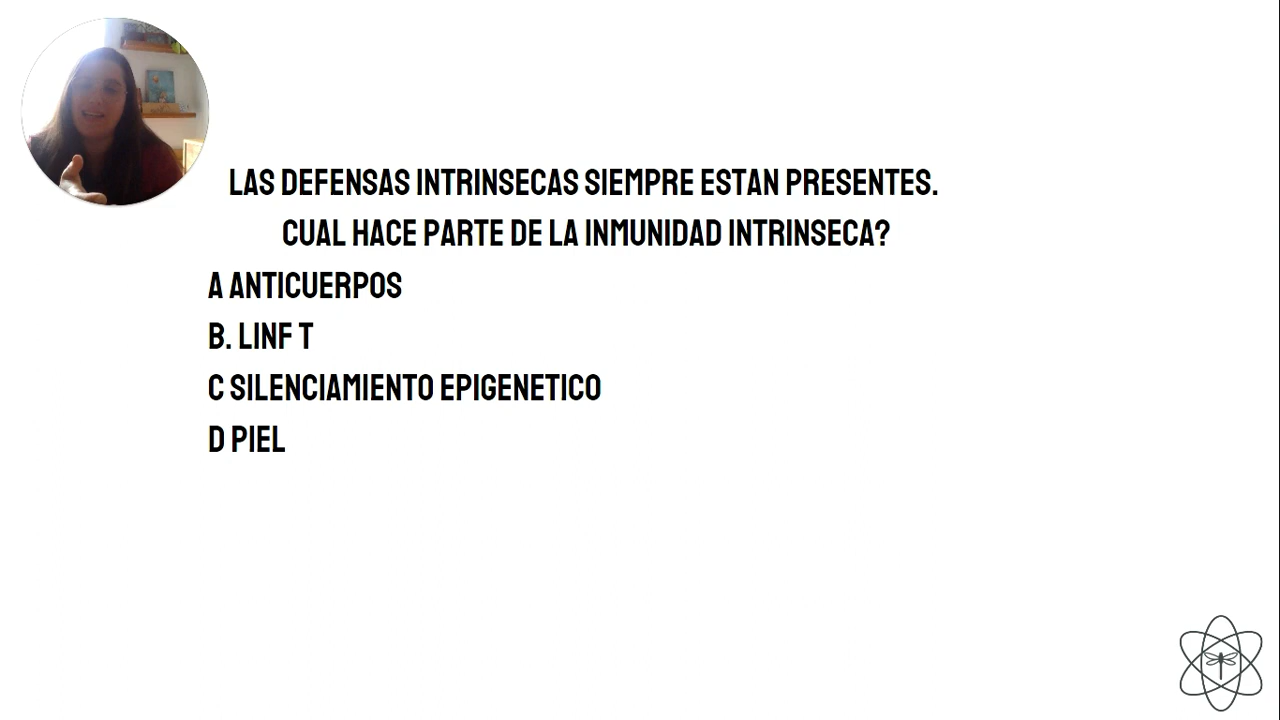 LAS DEFENSAS INTRINSECAS SIEMPRE ESTAN PRESENTES.
CUAL HACE PARTE DE LA INMUNIDAD INTRINSECA?
A ANTICUERPOS
B. LINF T
C SILENCIAMIENTO EPIGENETICO
D PIEL